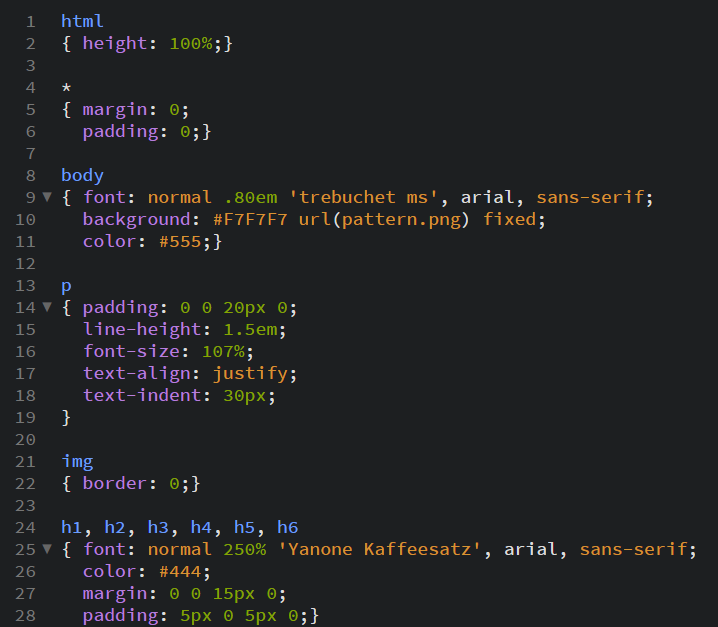 1 html
2 { height: 100%;}
3
4 *
5 { margin: 0;
6 padding: 0;}
7
8 body
9 { font: normal .80em 'trebuchet ms', arial, sans-serif;
10 background: #F7F7F7 url(pattern.png) fixed;
11 color: #555;}
12
13 p
14 { padding: 0 0 20px 0;
15 line-height: 1.5em;
16 font-size: 107%;
17 text-align: justify;
18 text-indent: 30px;
19 }
20
21 img
22 { border: 0;}
23
24 h1, h2, h3, h4, h5, h6
25 { font: normal 250% 'Yanone Kaffeesatz', arial, sans-serif;
26 color: #444;
27 margin: 0 0 15px 0;
28 padding: 5px 0 5px 0;}